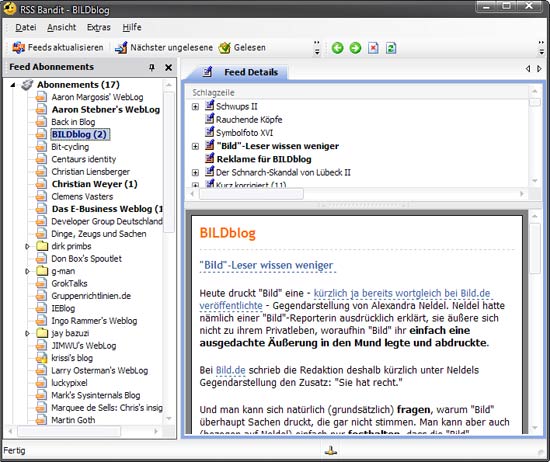 RSS Bandit - BILDblog
Datei Ansicht Extras Hilfe
Feeds aktualisieren Nächster ungelesene Gelesen
Feed Abonnements
Abonnements (17)
Aaron Margosis' WebLog
Aaron Stebner's WebLog
Back in Blog
BILDblog (2)
Bit-cycling
Centaurs identity
Christian Liensberger
Christian Weyer (1)
Clemens Vasters
Das E-Business Weblog (1
Developer Group Deutschland
Dinge, Zeugs und Sachen
dirk primbs
Don Box's Spoutlet
g-man
GrokTalks
Gruppenrichtlinien.de
IEBlog
Ingo Rammer's WebLog
jay bazuzi
JIMWU's WebLog
krissi's blog
Larry Osterman's WebLog
luckypixel
Mark's Sysinternals Blog
Marquee de Sells: Chris's insig
Martin Goth
Feed Details
Schlagzeile
Schwups II
Rauchende Köpfe
Symbolfoto XVI
"Bild"-Leser wissen weniger
Reklame für BILDblog
Der Schnarch-Skandal von Lübeck II
Kurz korrigiert (11)
BILDblog
"Bild"-Leser wissen weniger
Heute druckt "Bild" eine - kürzlich ja bereits wortgleich bei Bild.de
veröffentlichte - Gegendarstellung von Alexandra Neldel. Neldel hatte
nämlich einer "Bild"-Reporterin ausdrücklich erklärt, sie äußere sich
nicht zu ihrem Privatleben, woraufhin "Bild" ihr einfach eine
ausgedachte Äußerung in den Mund legte und abdruckte.
Bei Bild.de schrieb die Redaktion deshalb kürzlich unter Neldels
Gegendarstellung den Zusatz: "Sie hat recht."
Und man kann sich natürlich (grundsätzlich) fragen, warum "Bild"
überhaupt Sachen druckt, die gar nicht stimmen. Man kann aber auch
(bezogen auf Neldel) einfach nur festhalten, dass die "Bild"
Fertig